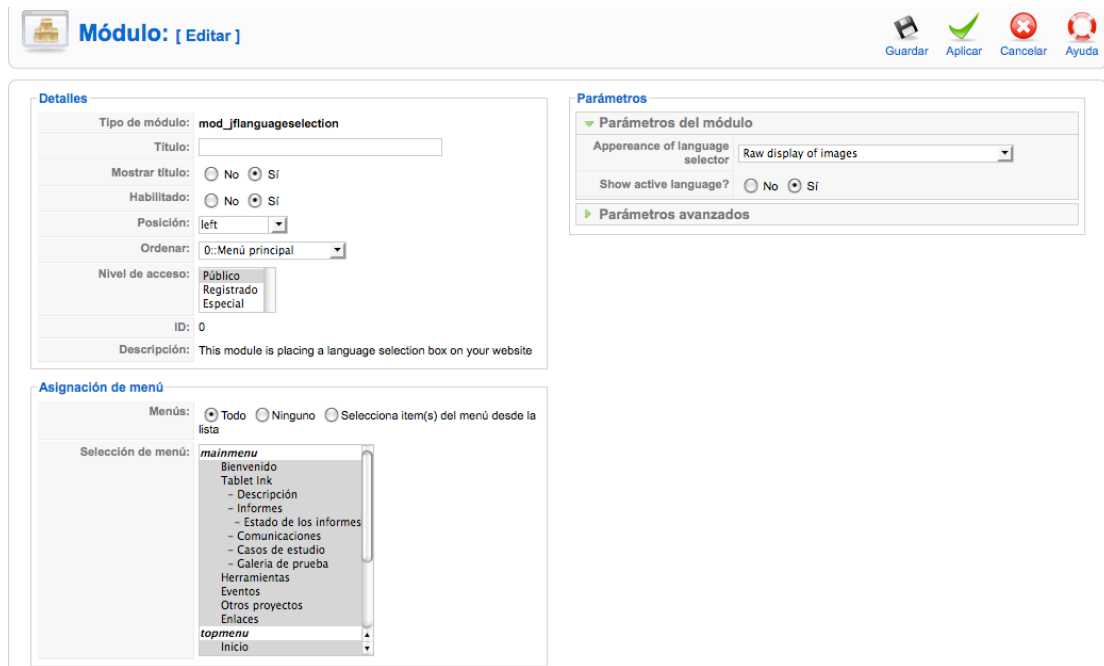 Módulo: [ Editar ]
Guardar Aplicar Cancelar Ayuda
Detalles
Tipo de módulo: mod_jflanguageselection
Título:
Mostrar título: No Sí
Habilitado: No Sí
Posición: left
Ordenar: 0::Menú principal
Nivel de acceso: Público
Registrado
Especial
ID: 0
Descripción: This module is placing a language selection box on your website
Asignación de menú
Menús: Todo Ninguno Selecciona item(s) del menú desde la
lista
Selección de menú: mainmenu
Bienvenido
Tablet Ink
- Descripción
- Informes
- Estado de los informes
- Comunicaciones
- Casos de estudio
- Galeria de prueba
Herramientas
Eventos
Otros proyectos
Enlaces
topmenu
Inicio
Parámetros
Parámetros del módulo
Appereance of language
selector Raw display of images
Show active language? No Sí
Parámetros avanzados